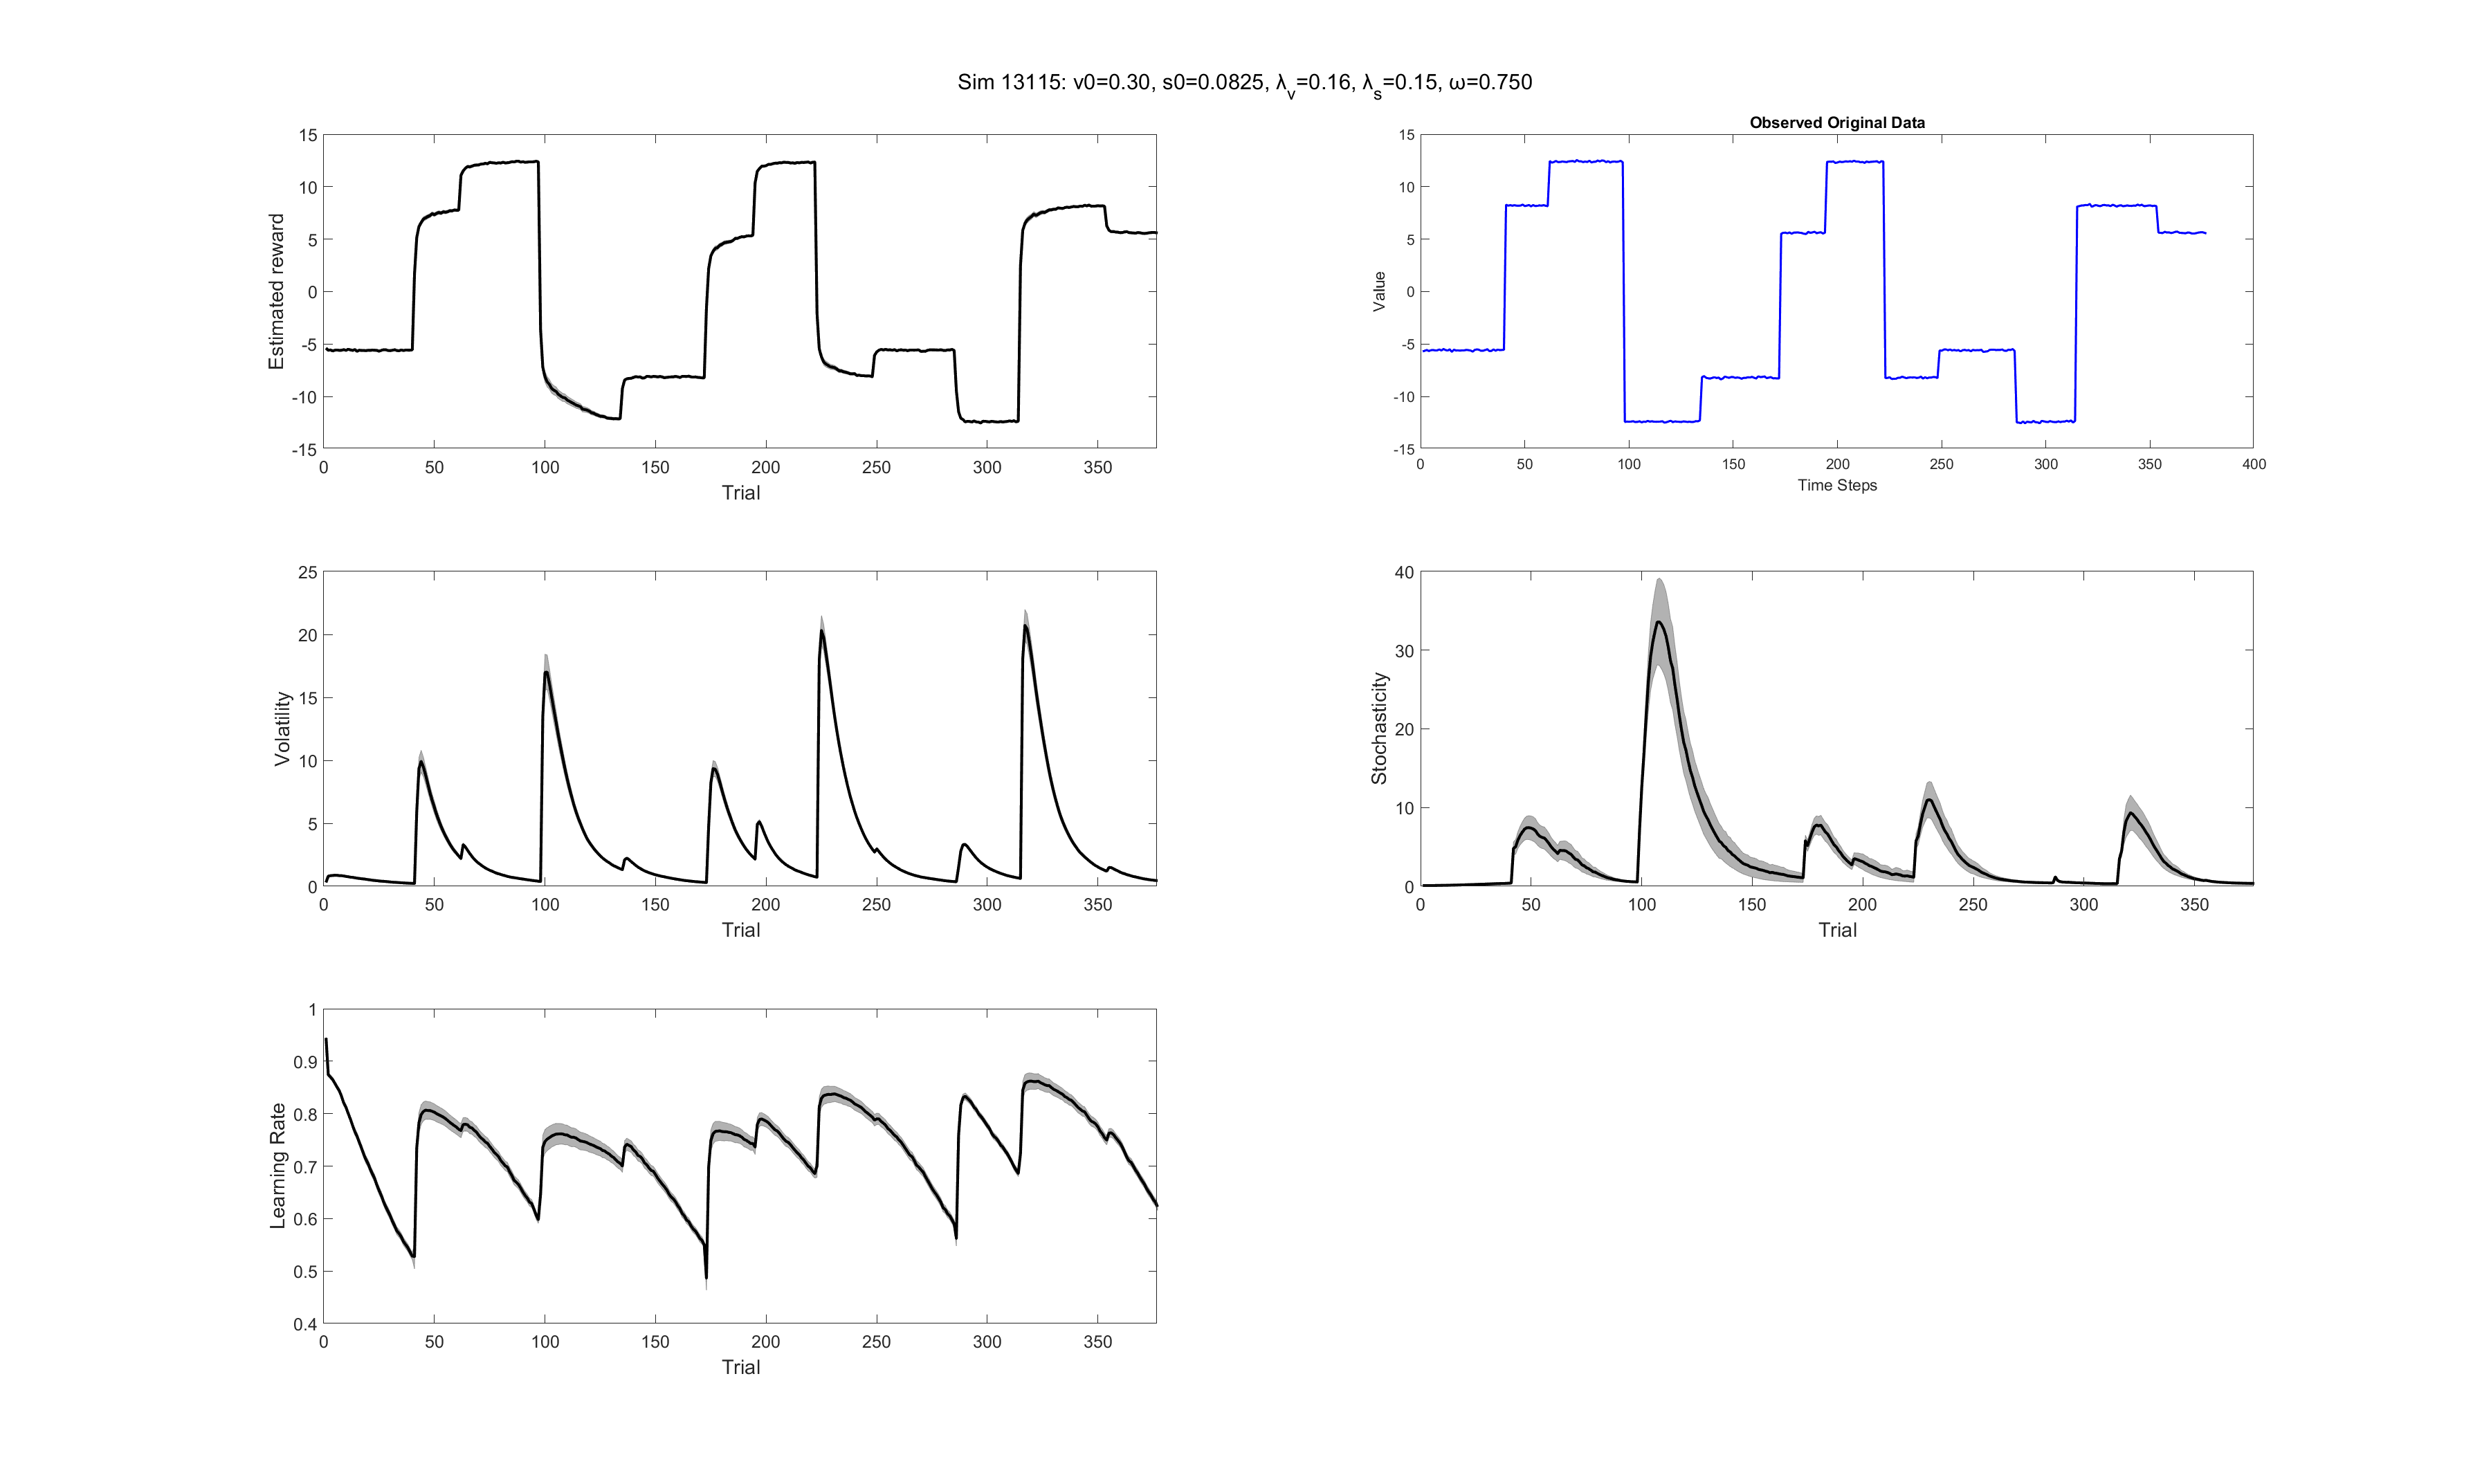 Sim 13115: v0=0.30, s0=0.0825, λv=0.16, λs=0.15, ω=0.750
15
10
5
0
-5
-10
-15
Estimated reward
0 50 100 150 200 250 300 350
Trial
Observed Original Data
15
10
5
0
-5
-10
-15
Value
0 50 100 150 200 250 300 350 400
Time Steps
25
20
15
10
5
0
Volatility
0 50 100 150 200 250 300 350
Trial
40
30
20
10
0
Stochasticity
0 50 100 150 200 250 300 350
Trial
1
0.9
0.8
0.7
0.6
0.5
0.4
Learning Rate
0 50 100 150 200 250 300 350
Trial